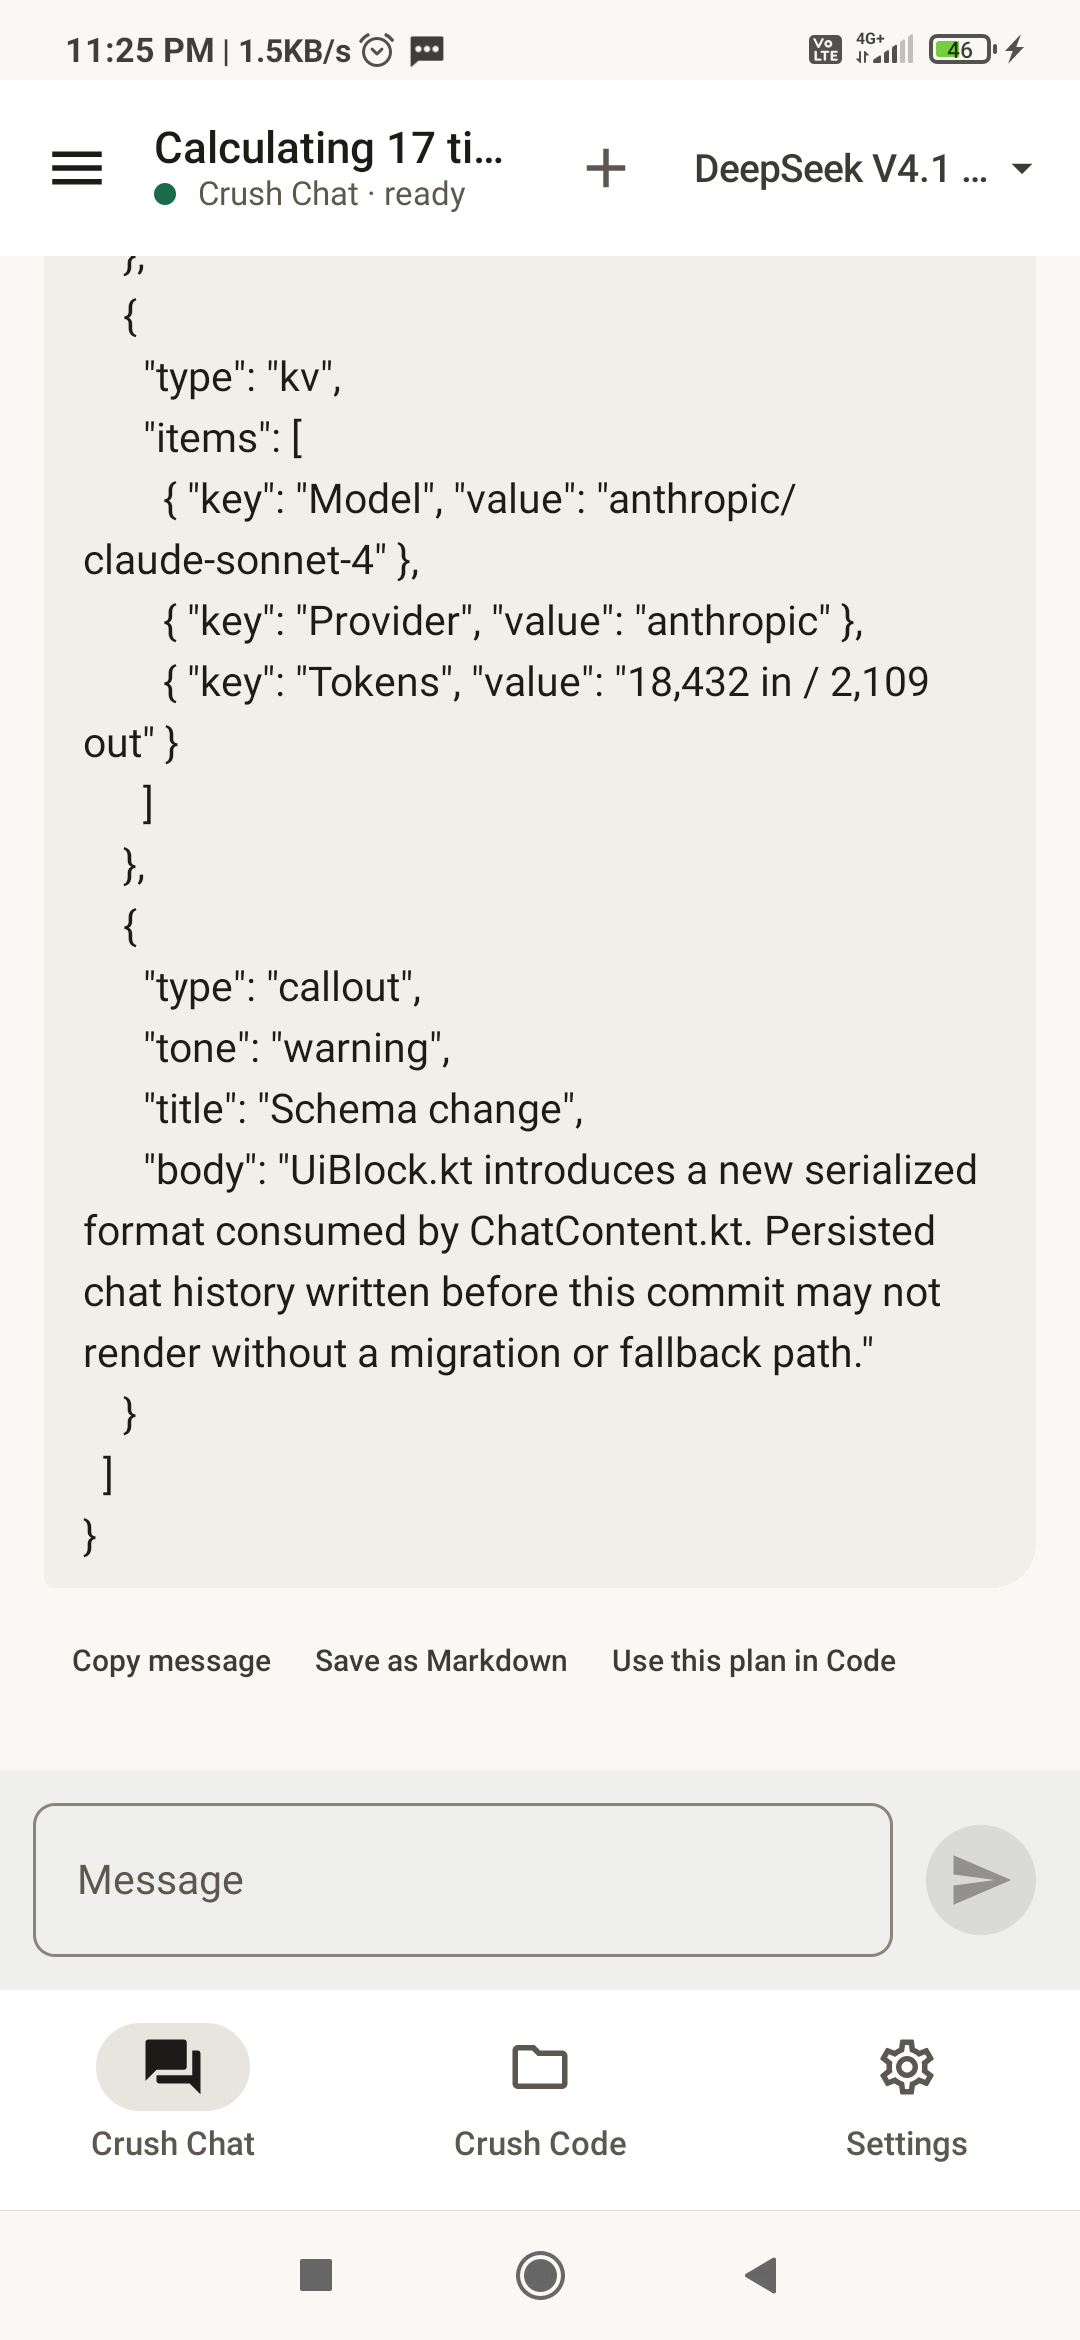 11:25 PM | 1.5KB/s
Vo LTE 4G+ 46
Calculating 17 ti...
Crush Chat · ready
DeepSeek V4.1 ...
},
{
"type": "kv",
"items": [
{ "key": "Model", "value": "anthropic/
claude-sonnet-4" },
{ "key": "Provider", "value": "anthropic" },
{ "key": "Tokens", "value": "18,432 in / 2,109
out" }
]
},
{
"type": "callout",
"tone": "warning",
"title": "Schema change",
"body": "UiBlock.kt introduces a new serialized
format consumed by ChatContent.kt. Persisted
chat history written before this commit may not
render without a migration or fallback path."
}
]
}
Copy message Save as Markdown Use this plan in Code
Message
Crush Chat Crush Code Settings